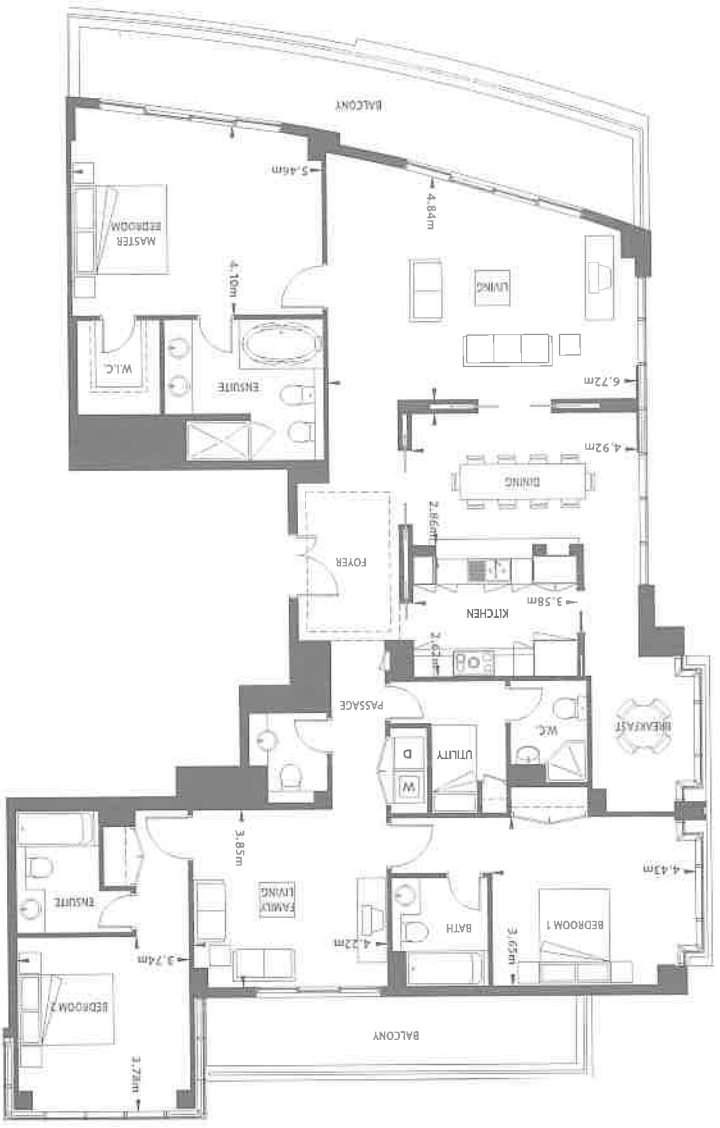 3.78m
BALCONY
BEDROOM 2
3.74m
4.22m
3.65m
BEDROOM 1
BATH
FAMILY
LIVING
ENSUITE
4.43m
3.85m
W
D
UTILITY
W.C.
BREAKFAST
PASSAGE
2.62m
KITCHEN
3.58m
FOYER
2.86m
DINING
4.92m
ENSUITE
6.72m
W.I.C.
LIVING
4.10m
MASTER
BEDROOM
4.84m
5.46m
BALCONY